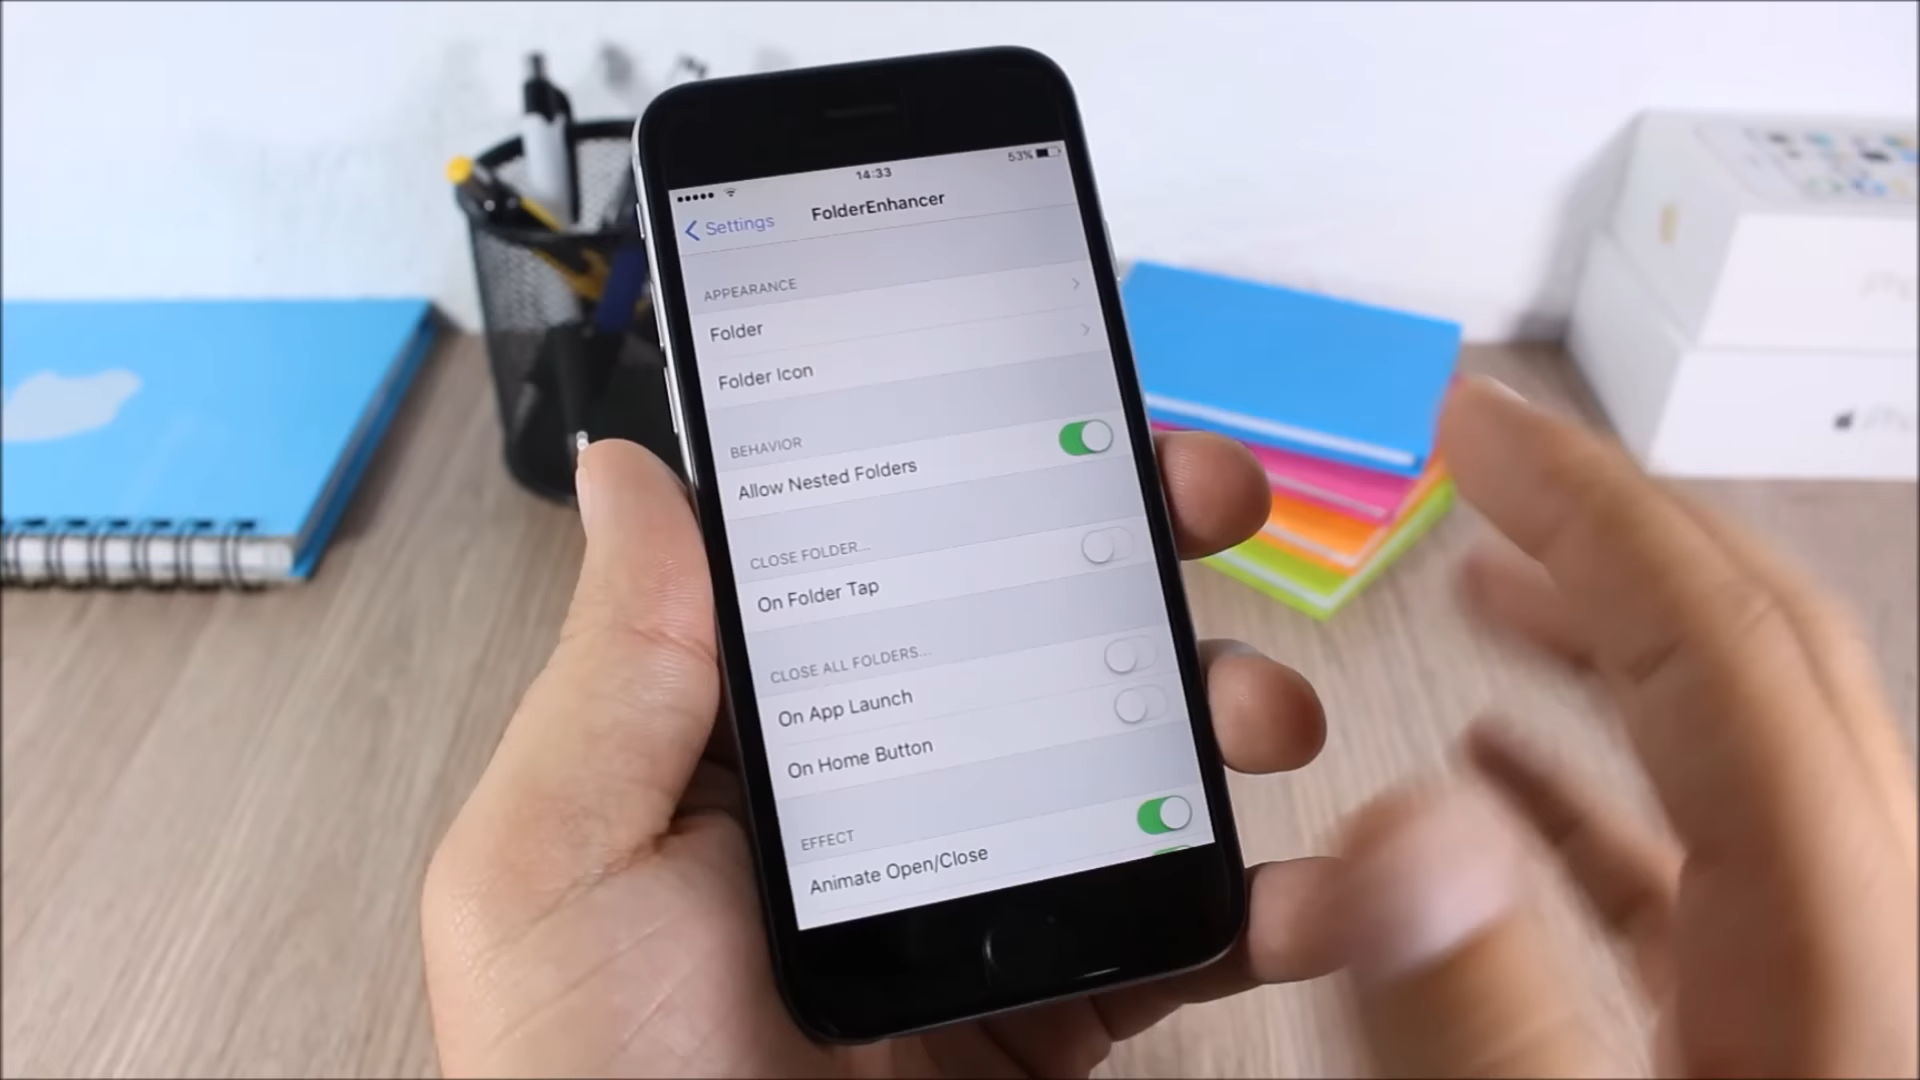 14:33
53%
Settings
FolderEnhancer
APPEARANCE
Folder
Folder Icon
BEHAVIOR
Allow Nested Folders
CLOSE FOLDER...
On Folder Tap
CLOSE ALL FOLDERS...
On App Launch
On Home Button
EFFECT
Animate Open/Close